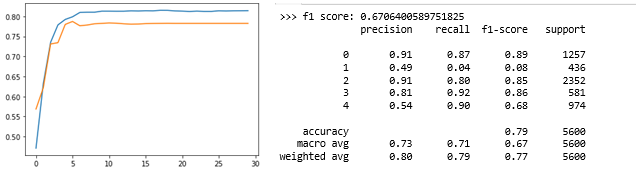 0.80
0.75
0.70
0.65
0.60
0.55
0.50
0 5 10 15 20 25 30
>>> f1 score: 0.6706400589751825
precision recall f1-score support
0 0.91 0.87 0.89 1257
1 0.49 0.04 0.08 436
2 0.91 0.80 0.85 2352
3 0.81 0.92 0.86 581
4 0.54 0.90 0.68 974
accuracy 0.79 5600
macro avg 0.73 0.71 0.67 5600
weighted avg 0.80 0.79 0.77 5600